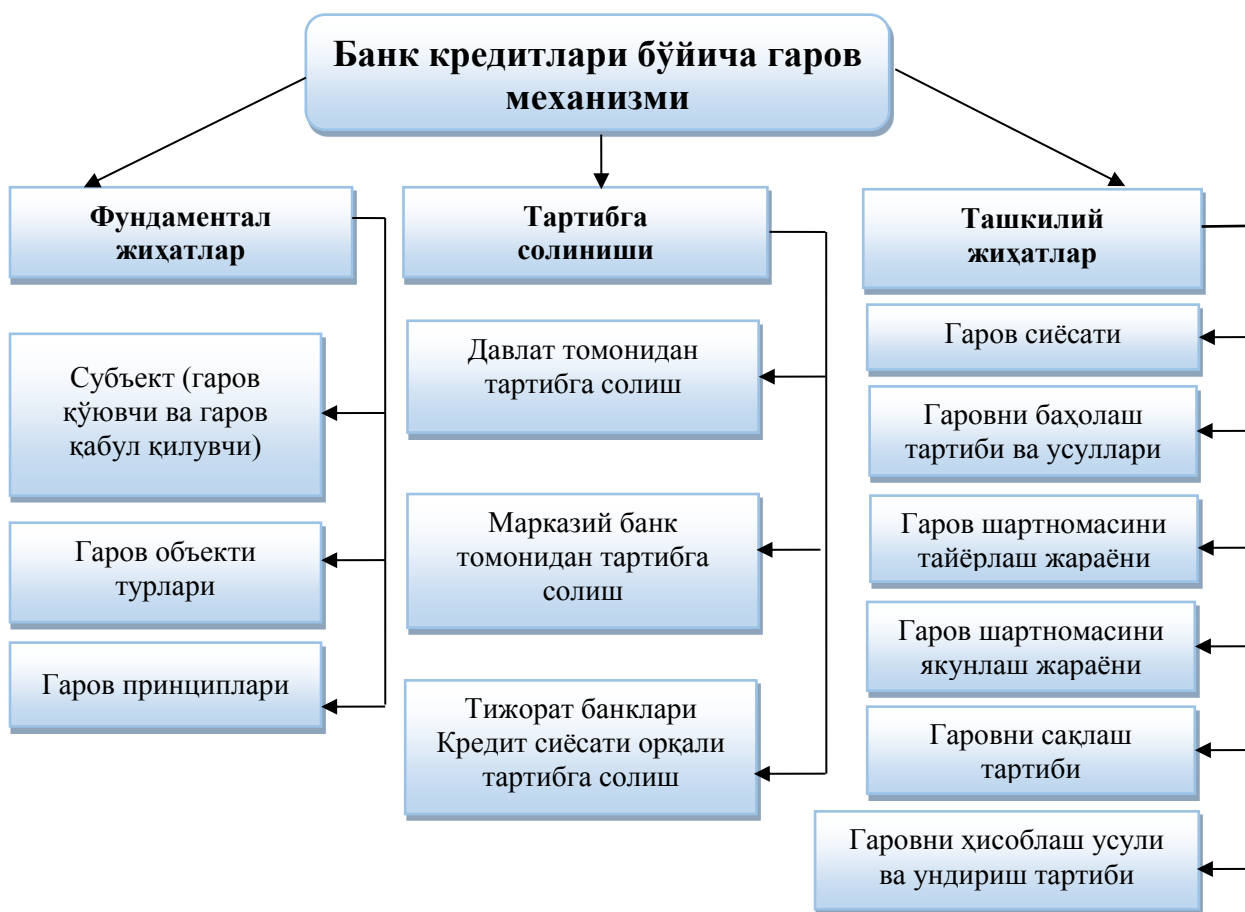 Банк кредитлари бўйича гаров
механизми
Фундаментал
жиҳатлар
Субъект (гаров
қўювчи ва гаров
қабул қилувчи)
Гаров объекти
турлари
Гаров принциплари
Тартибга
солиниши
Давлат томонидан
тартибга солиш
Марказий банк
томонидан тартибга
солиш
Тижорат банклари
Кредит сиёсати орқали
тартибга солиш
Ташкилий
жиҳатлар
Гаров сиёсати
Гаровни баҳолаш
тартиби ва усуллари
Гаров шартномасини
тайёрлаш жараёни
Гаров шартномасини
якунлаш жараёни
Гаровни сақлаш
тартиби
Гаровни ҳисоблаш усули
ва ундириш тартиби